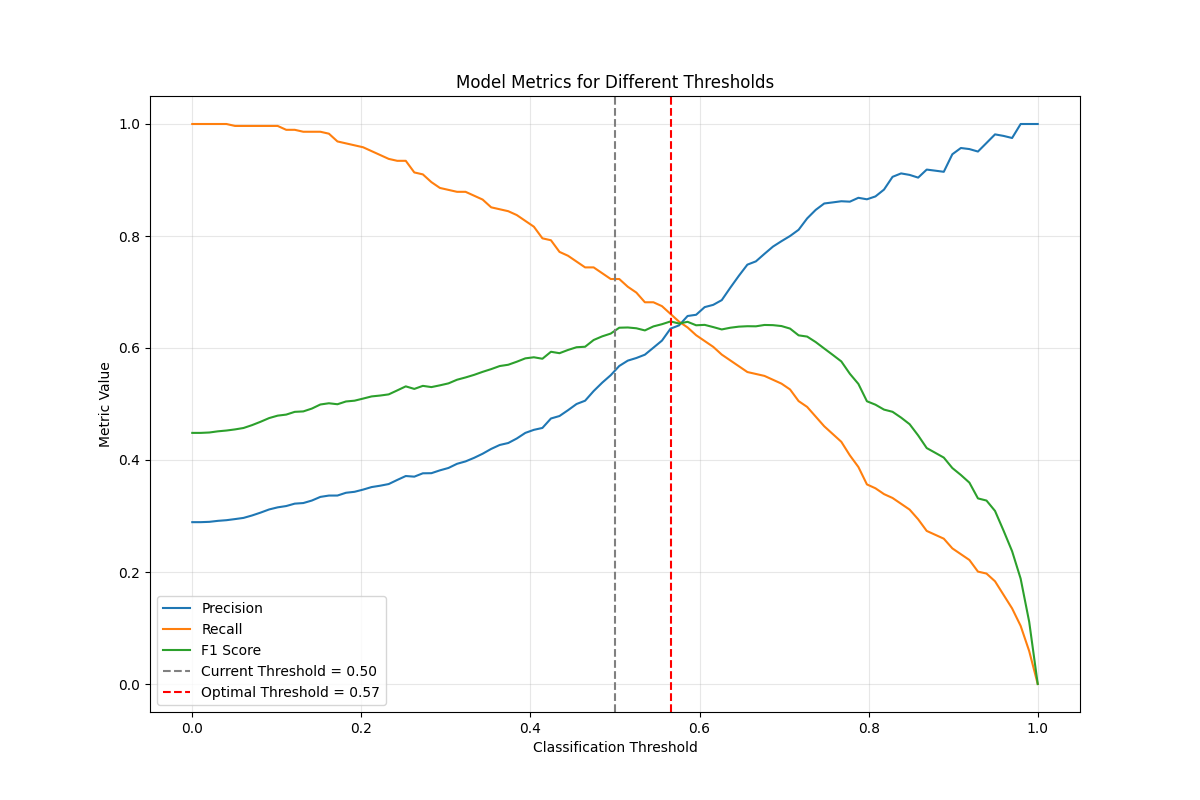 Model Metrics for Different Thresholds
Metric Value
1.0
0.8
0.6
0.4
0.2
0.0
Precision
Recall
F1 Score
Current Threshold = 0.50
Optimal Threshold = 0.57
0.0 0.2 0.4 0.6 0.8 1.0
Classification Threshold